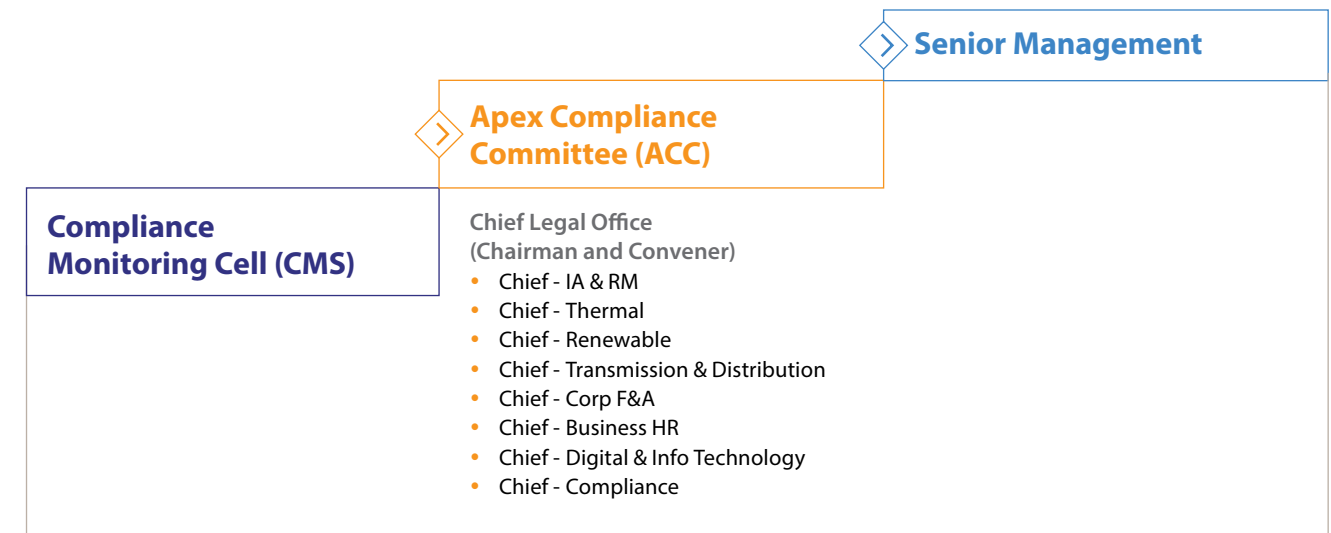 Senior Management
Apex Compliance
Committee (ACC)
Compliance
Monitoring Cell (CMS)
Chief Legal Office
(Chairman and Convener)
• Chief - IA & RM
• Chief - Thermal
• Chief - Renewable
• Chief - Transmission & Distribution
• Chief - Corp F&A
• Chief - Business HR
• Chief - Digital & Info Technology
• Chief - Compliance